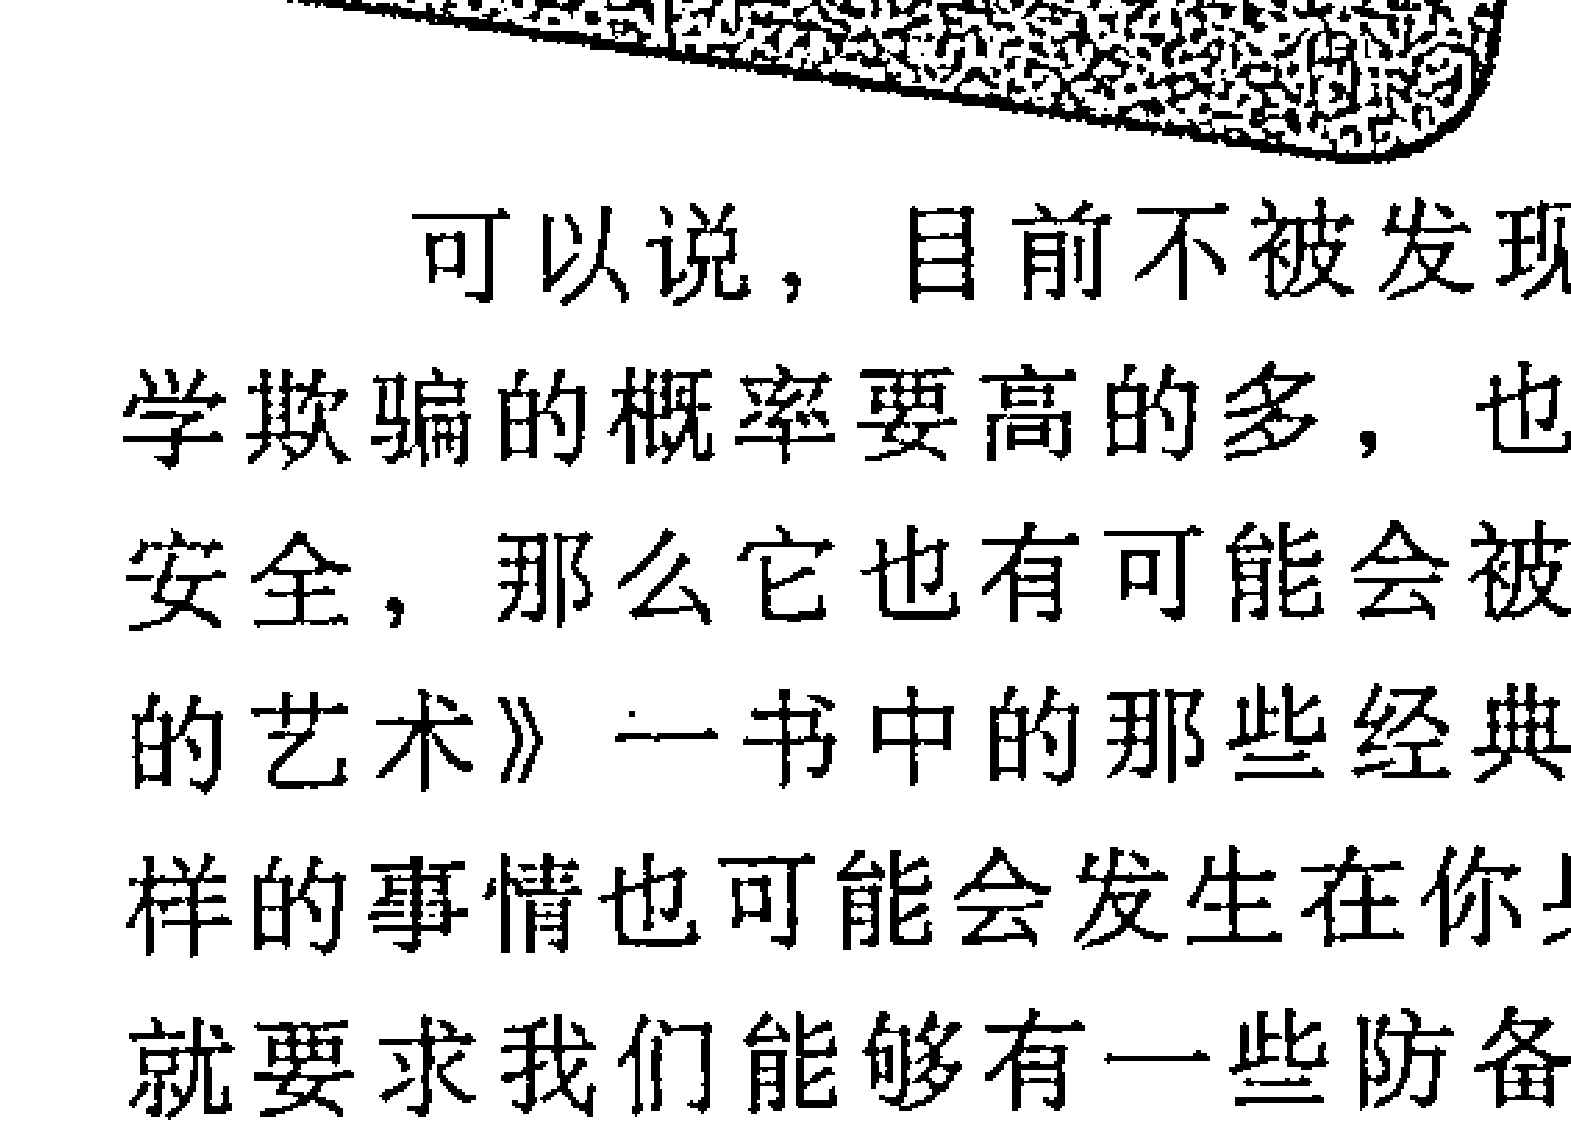 可以说，目前不被发现
学欺骗的概率要高的多，也
安全，那么它也有可能会被
的艺术》一书中的那些经典
样的事情也可能会发生在你
就要求我们能够有一些防备